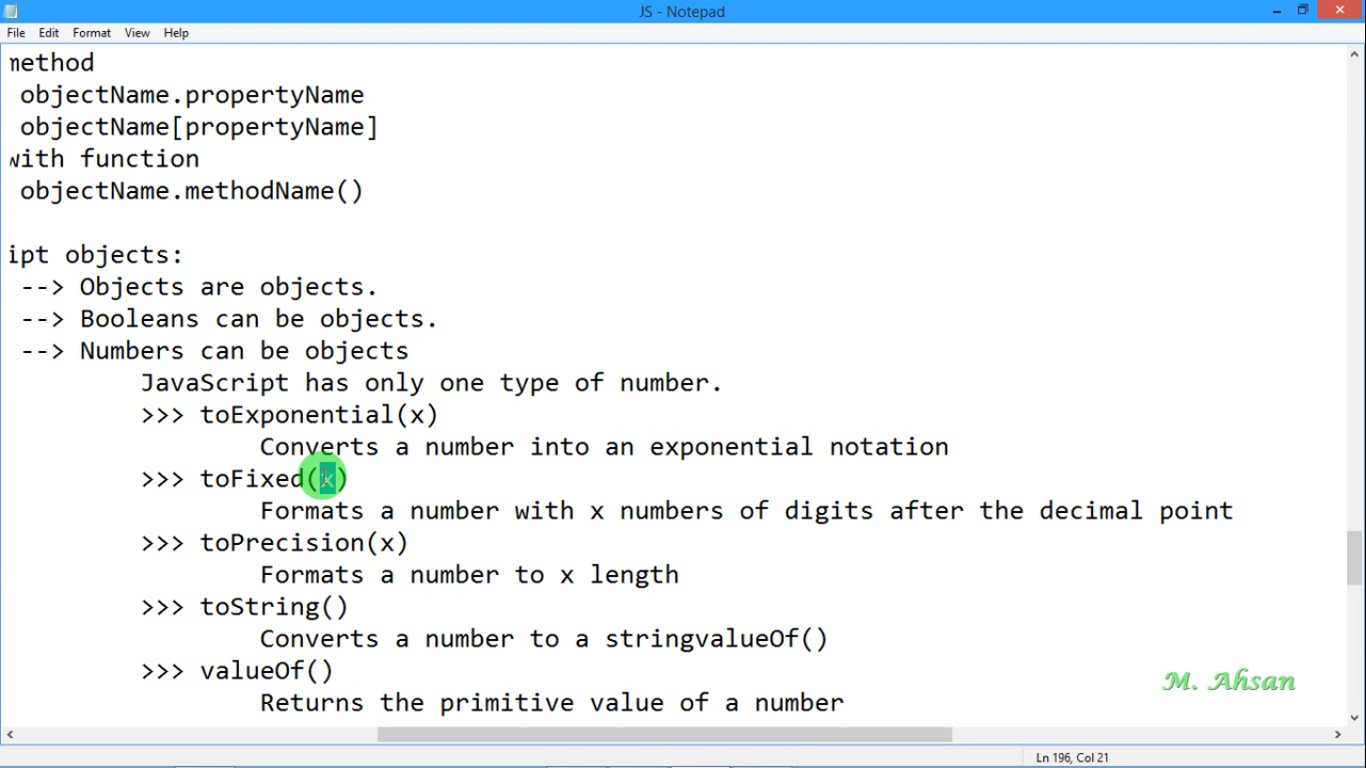 JS - Notepad
File Edit Format View Help
method
objectName.propertyName
objectName[propertyName]
with function
objectName.methodName()
ipt objects:
--> Objects are objects.
--> Booleans can be objects.
--> Numbers can be objects
JavaScript has only one type of number.
>>> toExponential(x)
Converts a number into an exponential notation
>>> toFixed(x)
Formats a number with x numbers of digits after the decimal point
>>> toPrecision(x)
Formats a number to x length
>>> toString()
Converts a number to a stringvalueOf()
>>> valueOf()
Returns the primitive value of a number
M. Ahsan
Ln 196, Col 21